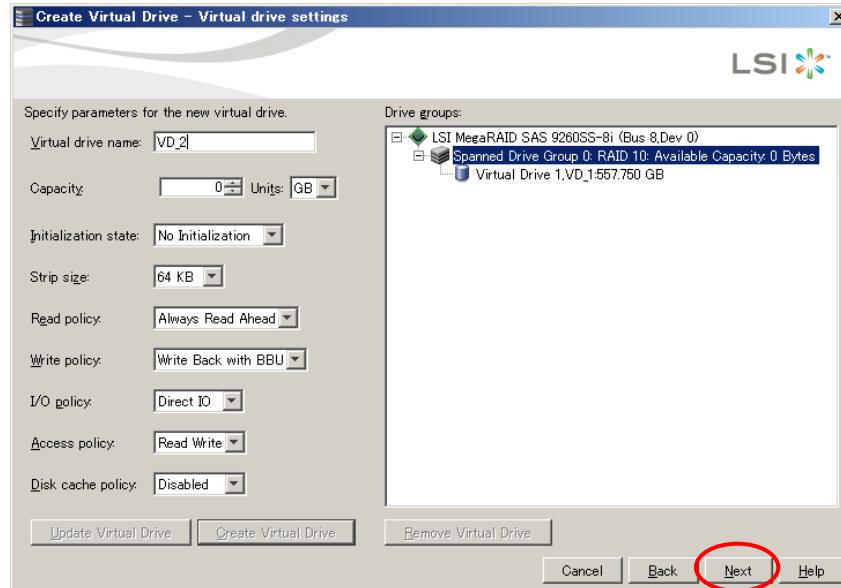 Create Virtual Drive - Virtual drive settings
LSI
Specify parameters for the new virtual drive.
Virtual drive name: VD_2
Capacity: 0 Units: GB
Initialization state: No Initialization
Strip size: 64 KB
Read policy: Always Read Ahead
Write policy: Write Back with BBU
I/O policy: Direct IO
Access policy: Read Write
Disk cache policy: Disabled
Update Virtual Drive Create Virtual Drive
Drive groups:
LSI MegaRAID SAS 9260SS-8i (Bus 8,Dev 0)
Spanned Drive Group 0: RAID 10: Available Capacity: 0 Bytes
Virtual Drive 1,VD_1:557.750 GB
Remove Virtual Drive
Cancel Back Next Help